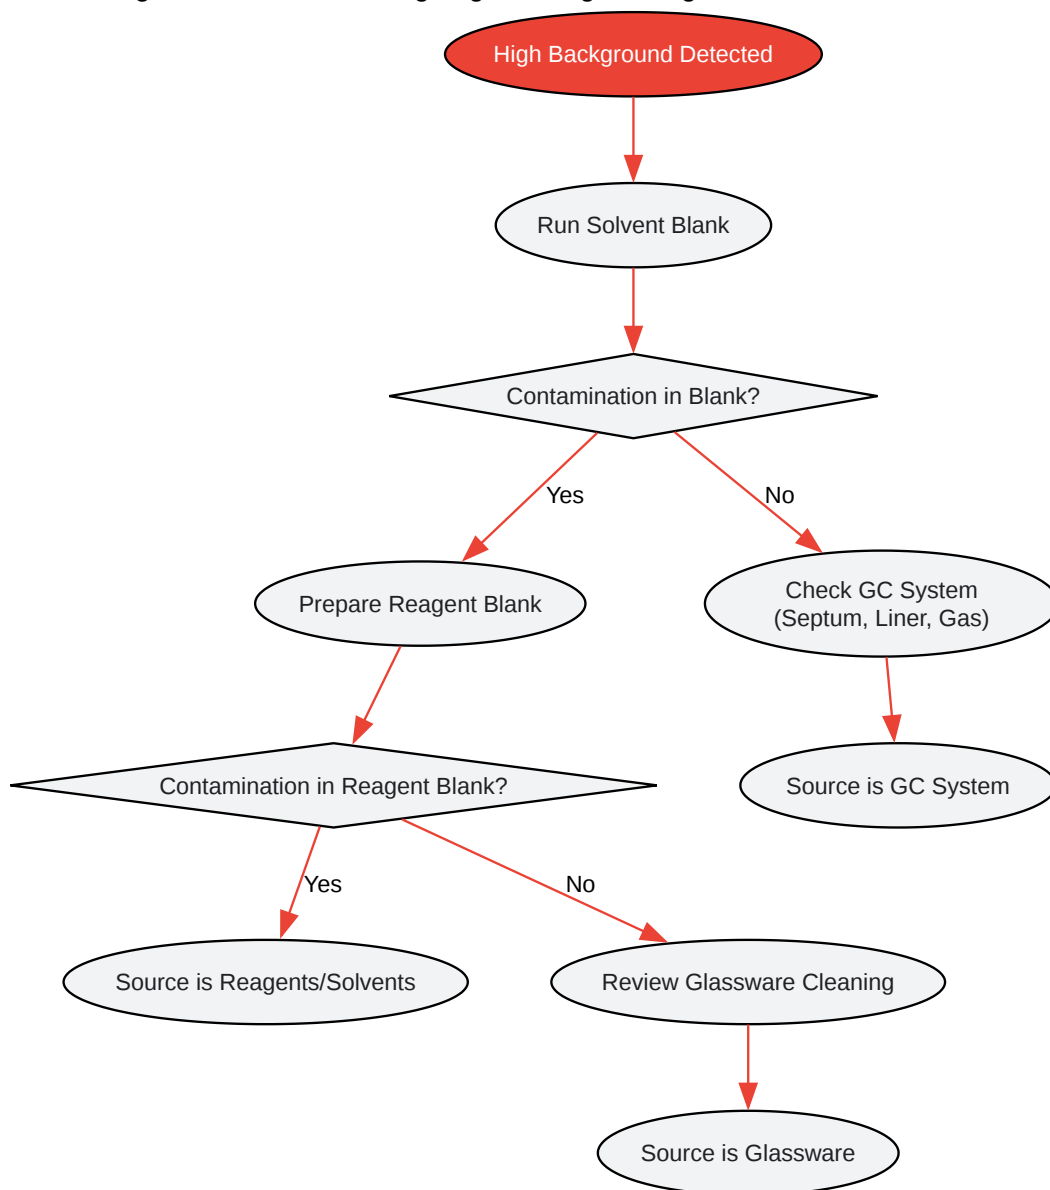 High Background Detected
Run Solvent Blank
Contamination in Blank?
Yes
No
Prepare Reagent Blank
Check GC System
(Septum, Liner, Gas)
Contamination in Reagent Blank?
Source is GC System
Yes
No
Source is Reagents/Solvents
Review Glassware Cleaning
Source is Glassware